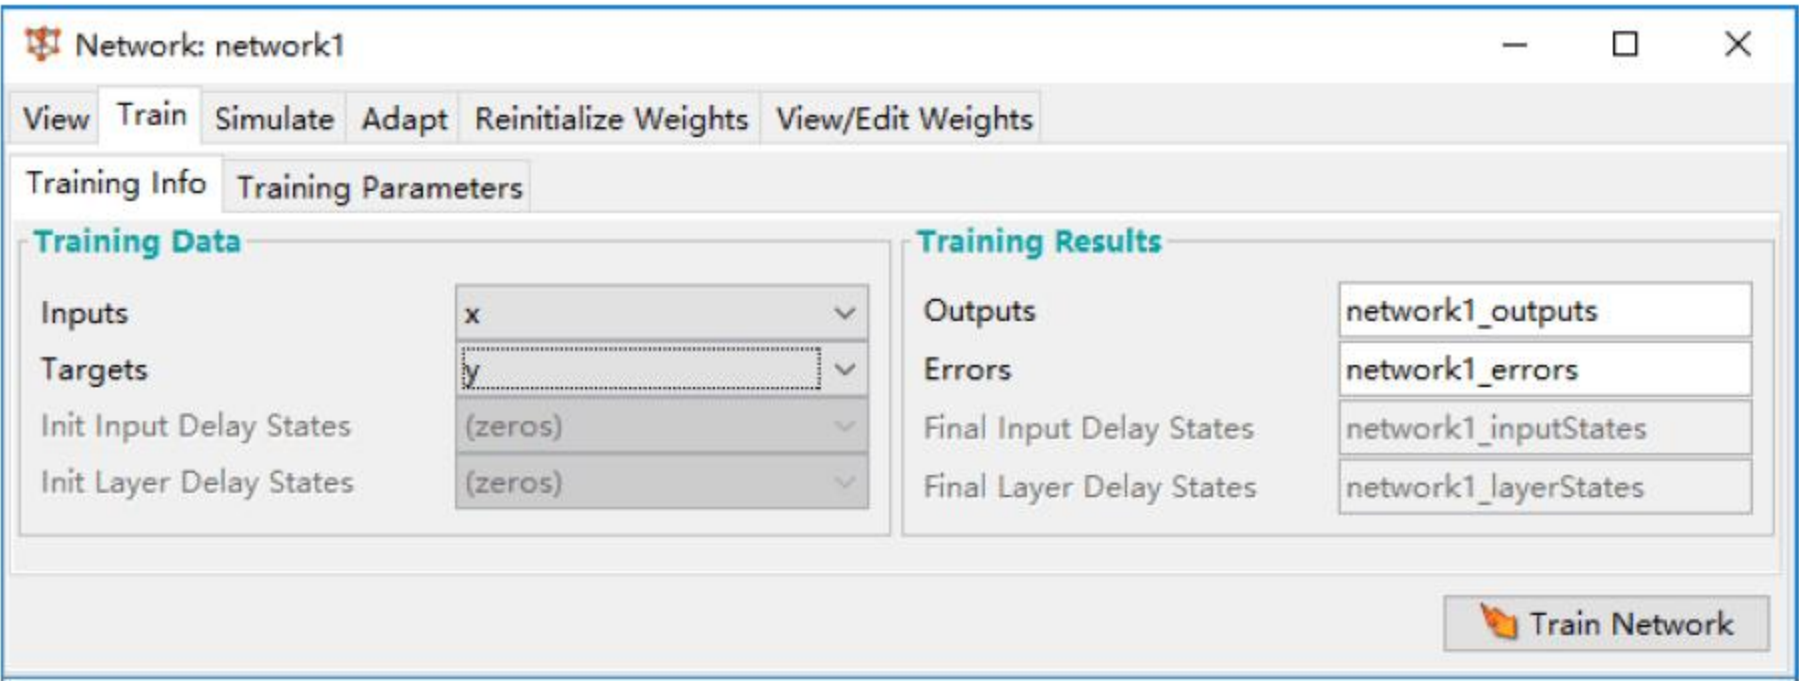 Network: network1
View Train Simulate Adapt Reinitialize Weights View/Edit Weights
Training Info Training Parameters
Training Data
Inputs x
Targets y
Init Input Delay States (zeros)
Init Layer Delay States (zeros)
Training Results
Outputs network1_outputs
Errors network1_errors
Final Input Delay States network1_inputStates
Final Layer Delay States network1_layerStates
Train Network